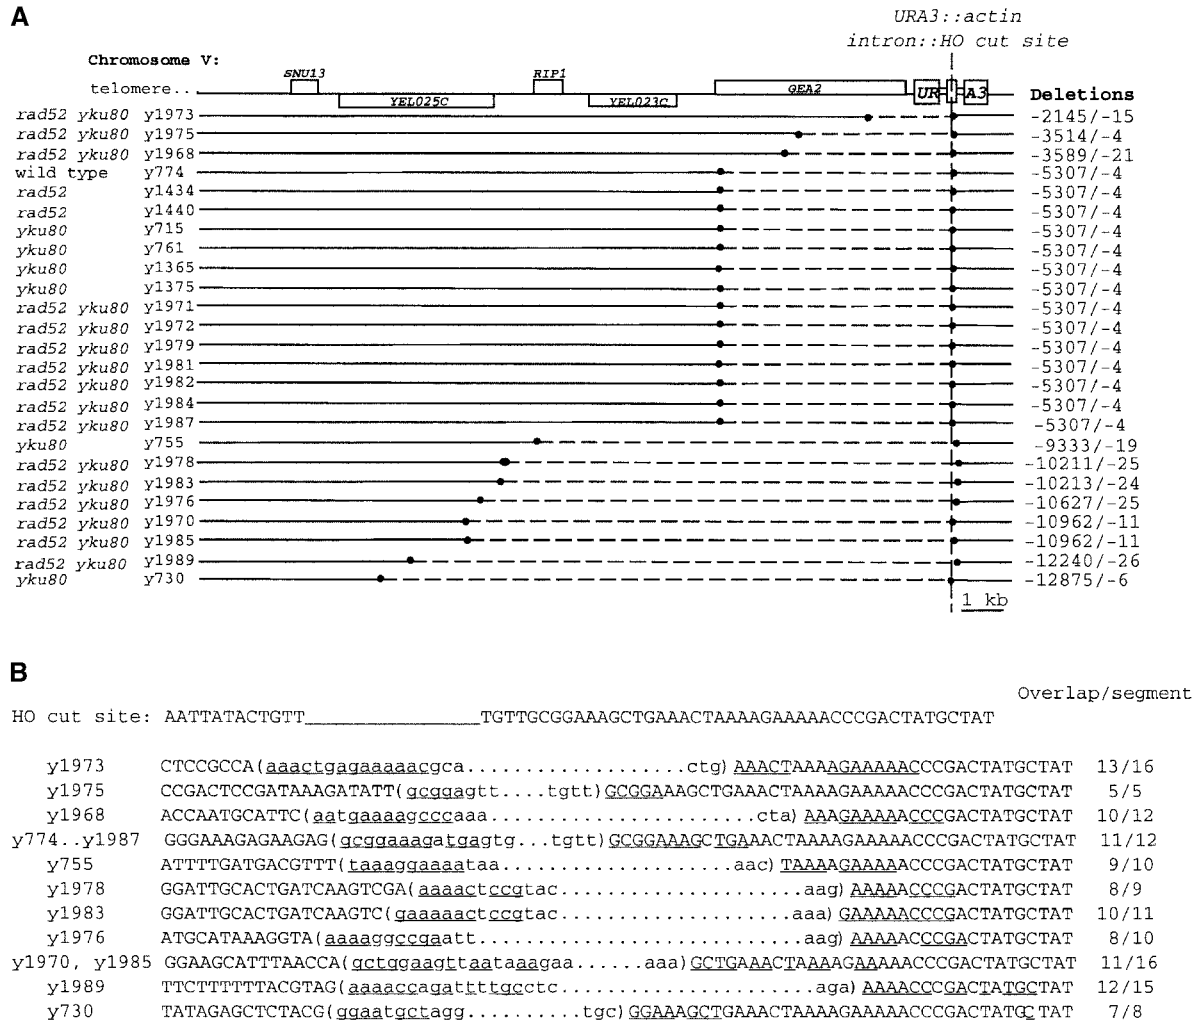 A
URA3::actin
intron::HO cut site
Chromosome V:
SNU13
RIP1
telomere..
YEL025C
YEL023C
GEA2
UR
I
A3
Deletions
rad52 yku80 y1973 -2145/-15
rad52 yku80 y1975 -3514/-4
rad52 yku80 y1968 -3589/-21
wild type y774 -5307/-4
rad52 y1434 -5307/-4
rad52 y1440 -5307/-4
yku80 y715 -5307/-4
yku80 y761 -5307/-4
yku80 y1365 -5307/-4
yku80 y1375 -5307/-4
rad52 yku80 y1971 -5307/-4
rad52 yku80 y1972 -5307/-4
rad52 yku80 y1979 -5307/-4
rad52 yku80 y1981 -5307/-4
rad52 yku80 y1982 -5307/-4
rad52 yku80 y1984 -5307/-4
rad52 yku80 y1987 -5307/-4
yku80 y755 -9333/-19
rad52 yku80 y1978 -10211/-25
rad52 yku80 y1983 -10213/-24
rad52 yku80 y1976 -10627/-25
rad52 yku80 y1970 -10962/-11
rad52 yku80 y1985 -10962/-11
rad52 yku80 y1989 -12240/-26
yku80 y730 -12875/-6
1 kb
B
Overlap/segment
HO cut site: AATTATACTGTT________________TGTTGCGGAAAGCTGAAACTAAAAGAAAAACCCGACTATGCTAT
y1973 CTCCGCCA(aaactgagaaaaacgca....................ctg)AAACTAAAAGAAAAACCCGACTATGCTAT 13/16
y1975 CCGACTCCGATAAAGATATT(gcggagtt....tgtt)GCGGAAAGCTGAAACTAAAAGAAAAACCCGACTATGCTAT 5/5
y1968 ACCAATGCATTC(aatgaaaagcccaaa........................cta)AAAGAAAAACCCGACTATGCTAT 10/12
y774..y1987 GGGAAAGAGAAGAG(gcggaaagatgagtg...tgtt)GCGGAAAGCTGAAACTAAAAGAAAAACCCGACTATGCTAT 11/12
y755 ATTTTGATGACGTTT(taaaggaaaataa.....................aac)TAAAAGAAAAACCCGACTATGCTAT 9/10
y1978 GGATTGCACTGATCAAGTCGA(aaaactccgtac......................aag)AAAAACCCGACTATGCTAT 8/9
y1983 GGATTGCACTGATCAAGTC(gaaaaactccgtac.....................aaa)GAAAAACCCGACTATGCTAT 10/11
y1976 ATGCATAAAGGTA(aaaaggccgaatt..............................aag)AAAAACCCGACTATGCTAT 8/10
y1970, y1985 GGAAGCATTTAACCA(gctggaagttaataaagaa.......aaa)GCTGAAACTAAAAGAAAAACCCGACTATGCTAT 11/16
y1989 TTCTTTTTTACGTAG(aaaaccagattttgcctc........................aga)AAAACCCGACTATGCTAT 12/15
y730 TATAGAGCTCTACG(ggaatgctagg...........tgc)GGAAAGCTGAAACTAAAAGAAAAACCCGACTATGCTAT 7/8